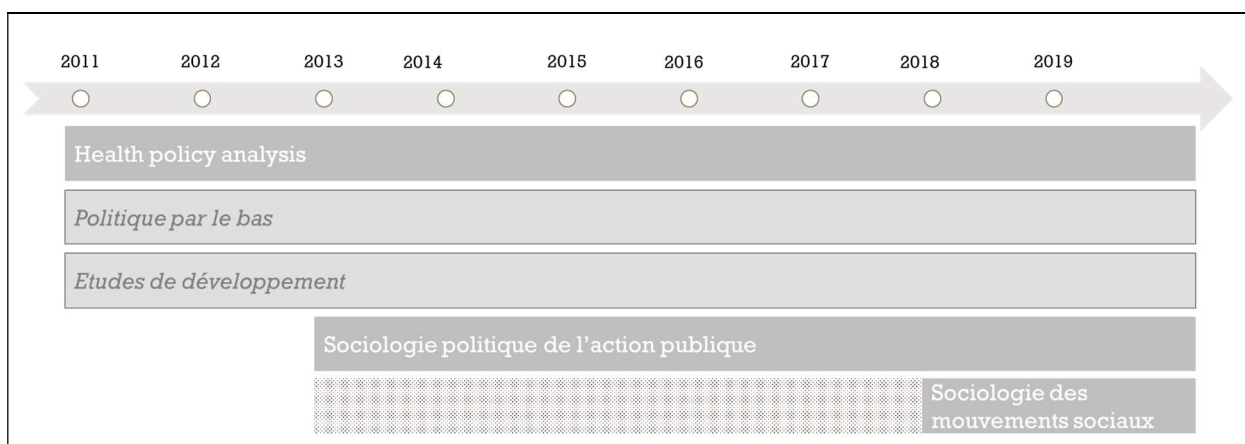 2011 2012 2013 2014 2015 2016 2017 2018 2019
Health policy analysis
Politique par le bas
Etudes de développement
Sociologie politique de l’action publique
Sociologie des
mouvements sociaux